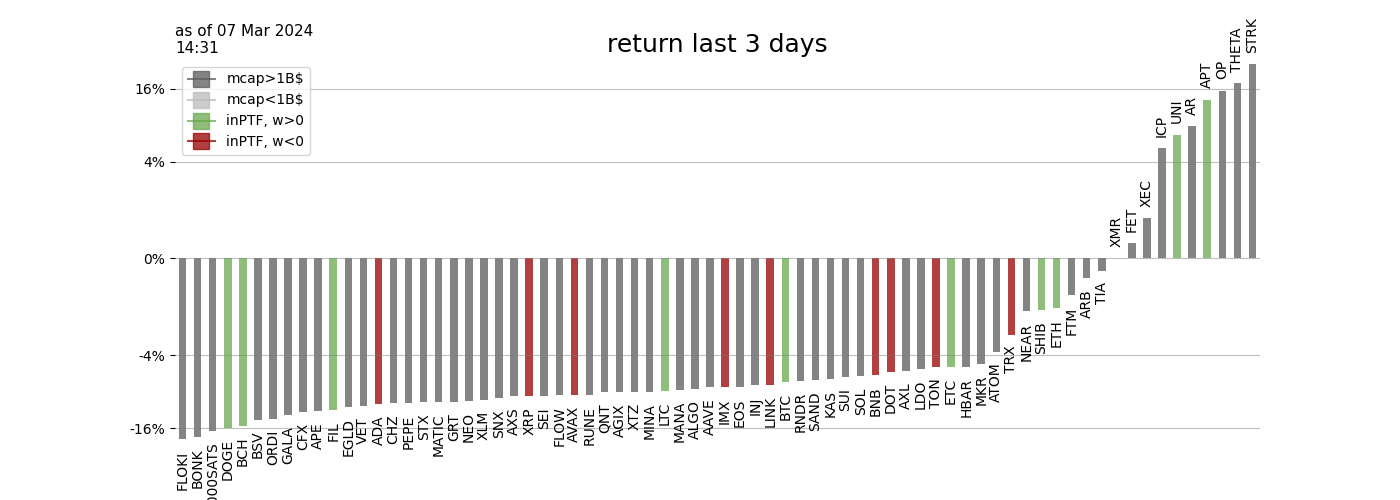 as of 07 Mar 2024
14:31
return last 3 days
mcap>1B$
mcap<1B$
inPTF, w>0
inPTF, w<0
16%
4%
0%
-4%
-16%
FLOKI
BONK
000SATS
DOGE
BCH
BSV
ORDI
GALA
CFX
APE
FIL
EGLD
VET
ADA
CHZ
PEPE
STX
MATIC
GRT
NEO
XLM
SNX
AXS
XRP
SEI
FLOW
AVAX
RUNE
QNT
AGIX
XTZ
MINA
LTC
MANA
ALGO
AAVE
IMX
EOS
INJ
LINK
BTC
RNDR
SAND
KAS
SUI
SOL
BNB
DOT
AXL
LDO
TON
ETC
HBAR
MKR
ATOM
TRX
NEAR
SHIB
ETH
FTM
ARB
TIA
XMR
FET
XEC
ICP
UNI
AR
APT
OP
THETA
STRK